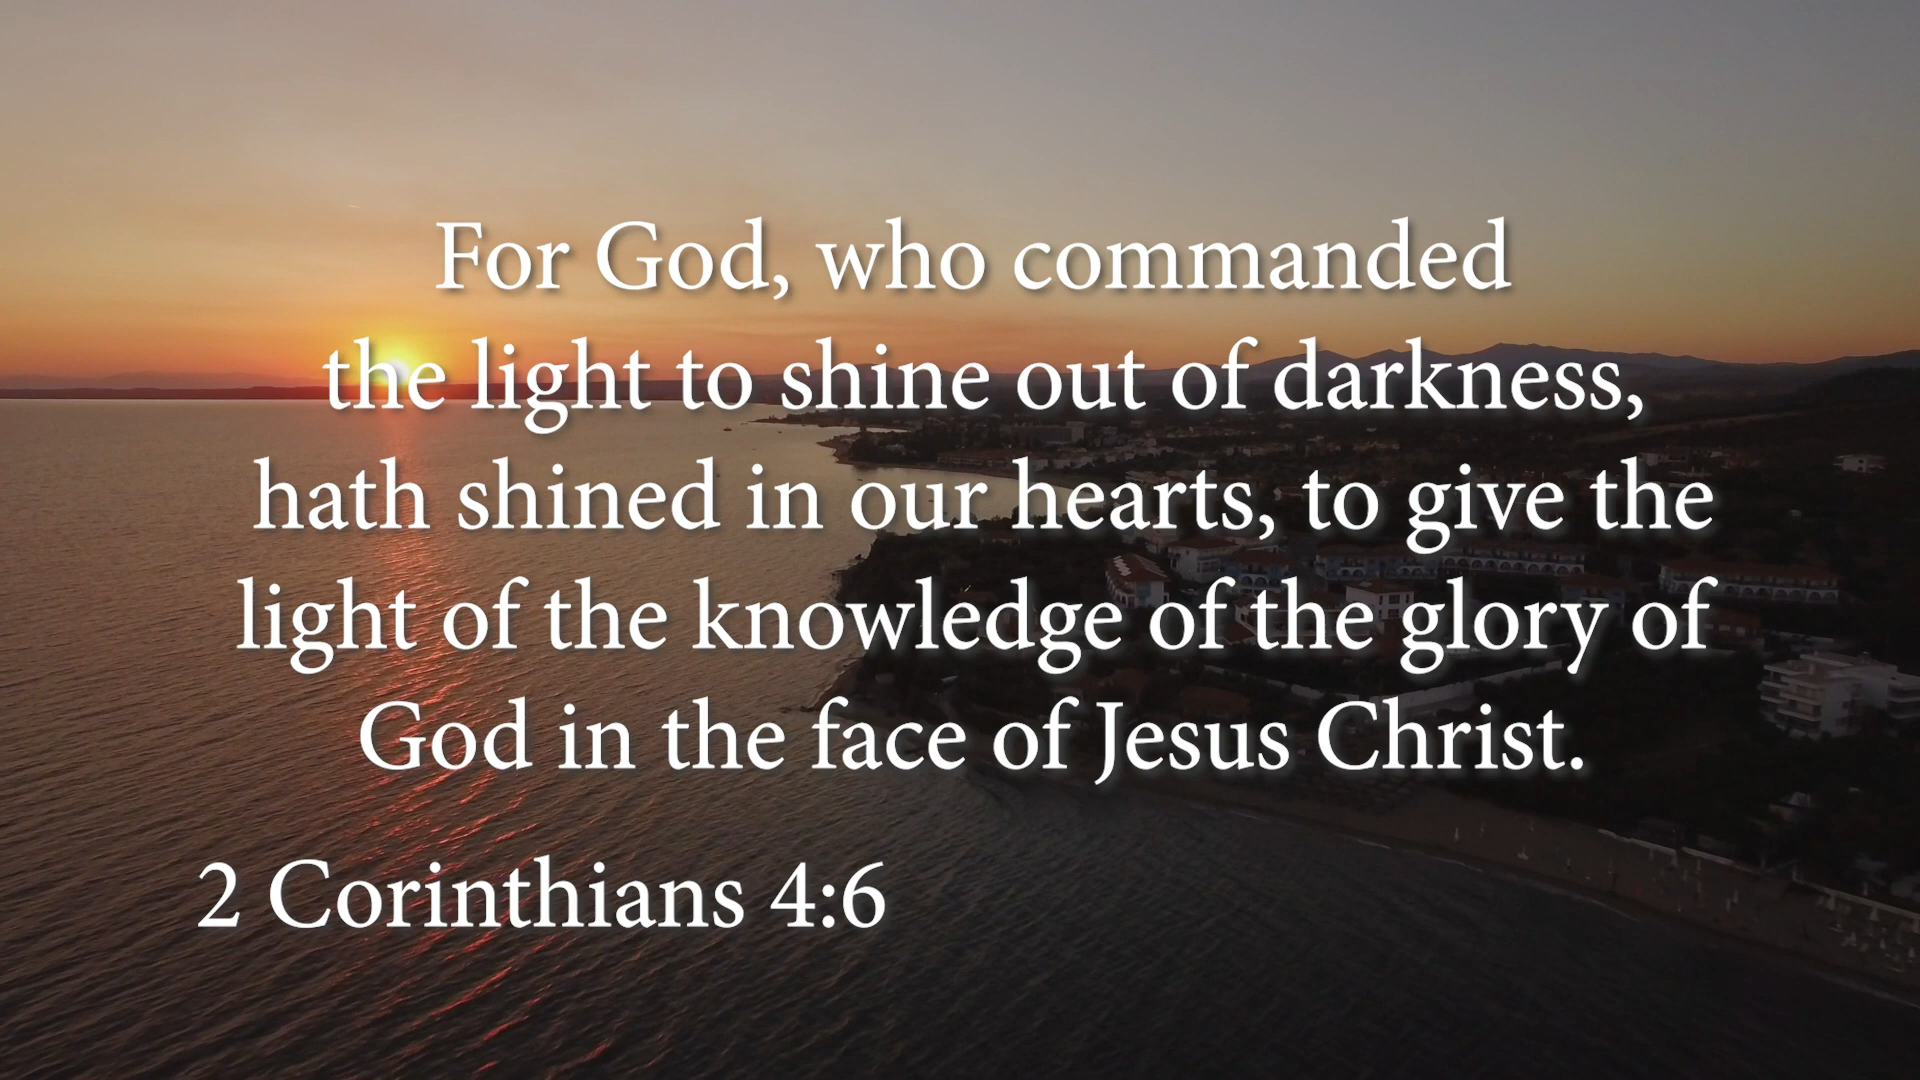 For God, who commanded
the light to shine out of darkness,
hath shined in our hearts, to give the
light of the knowledge of the glory of
God in the face of Jesus Christ.
2 Corinthians 4:6